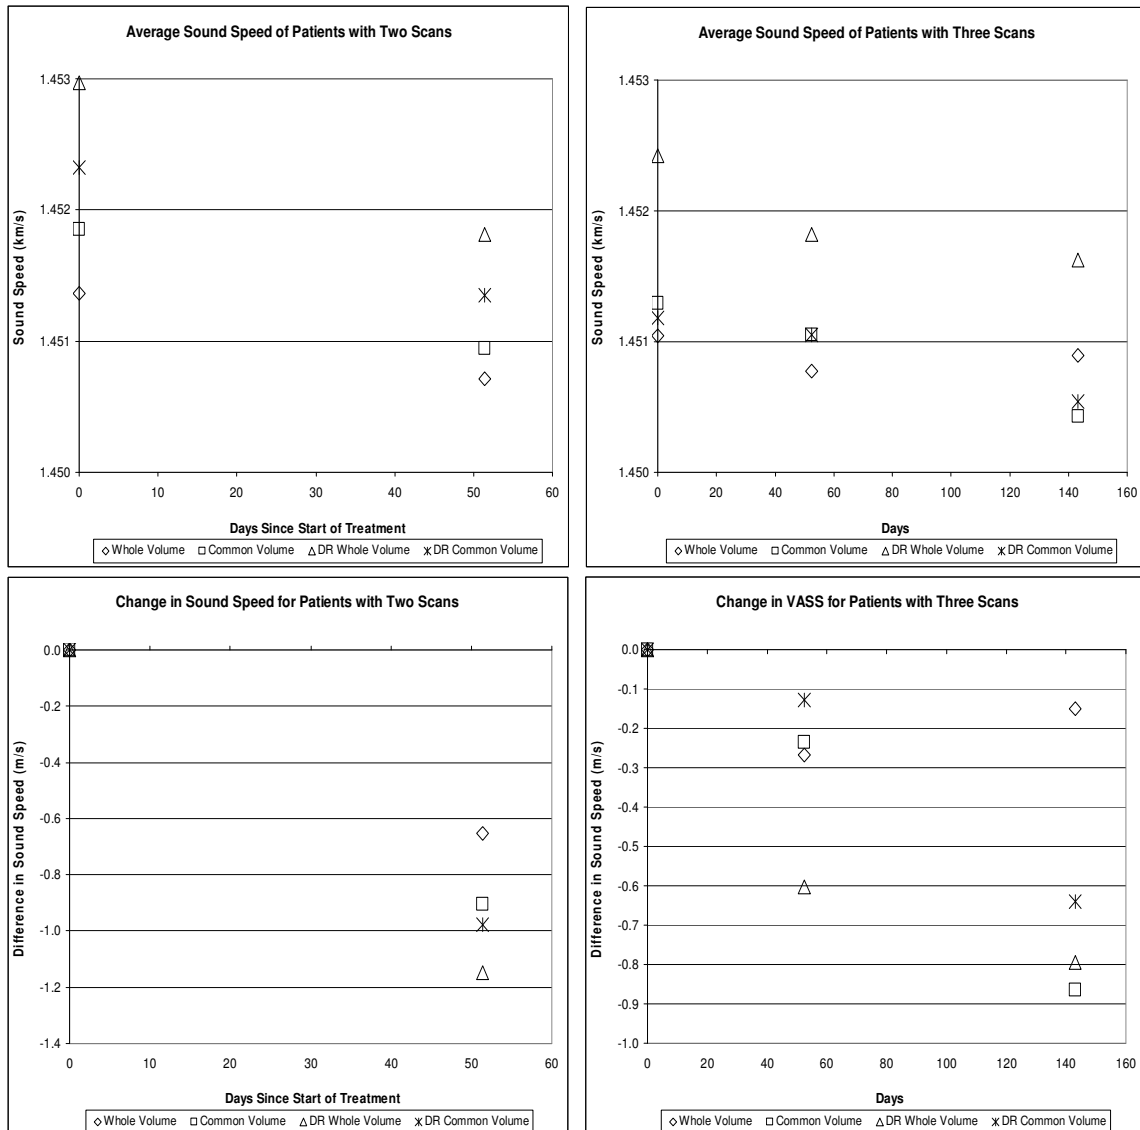 Average Sound Speed of Patients with Two Scans
1.453
1.452
1.451
1.450
Sound Speed (km/s)
0 10 20 30 40 50 60
Days Since Start of Treatment
Whole Volume Common Volume DR Whole Volume DR Common Volume
Average Sound Speed of Patients with Three Scans
1.453
1.452
1.451
1.450
Sound Speed (km/s)
0 20 40 60 80 100 120 140 160
Days
Whole Volume Common Volume DR Whole Volume DR Common Volume
Change in Sound Speed for Patients with Two Scans
0.0
-0.2
-0.4
-0.6
-0.8
-1.0
-1.2
-1.4
Difference in Sound Speed (m/s)
0 10 20 30 40 50 60
Days Since Start of Treatment
Whole Volume Common Volume DR Whole Volume DR Common Volume
Change in VASS for Patients with Three Scans
0.0
-0.1
-0.2
-0.3
-0.4
-0.5
-0.6
-0.7
-0.8
-0.9
-1.0
Difference in Sound Speed (m/s)
0 20 40 60 80 100 120 140 160
Days
Whole Volume Common Volume DR Whole Volume DR Common Volume